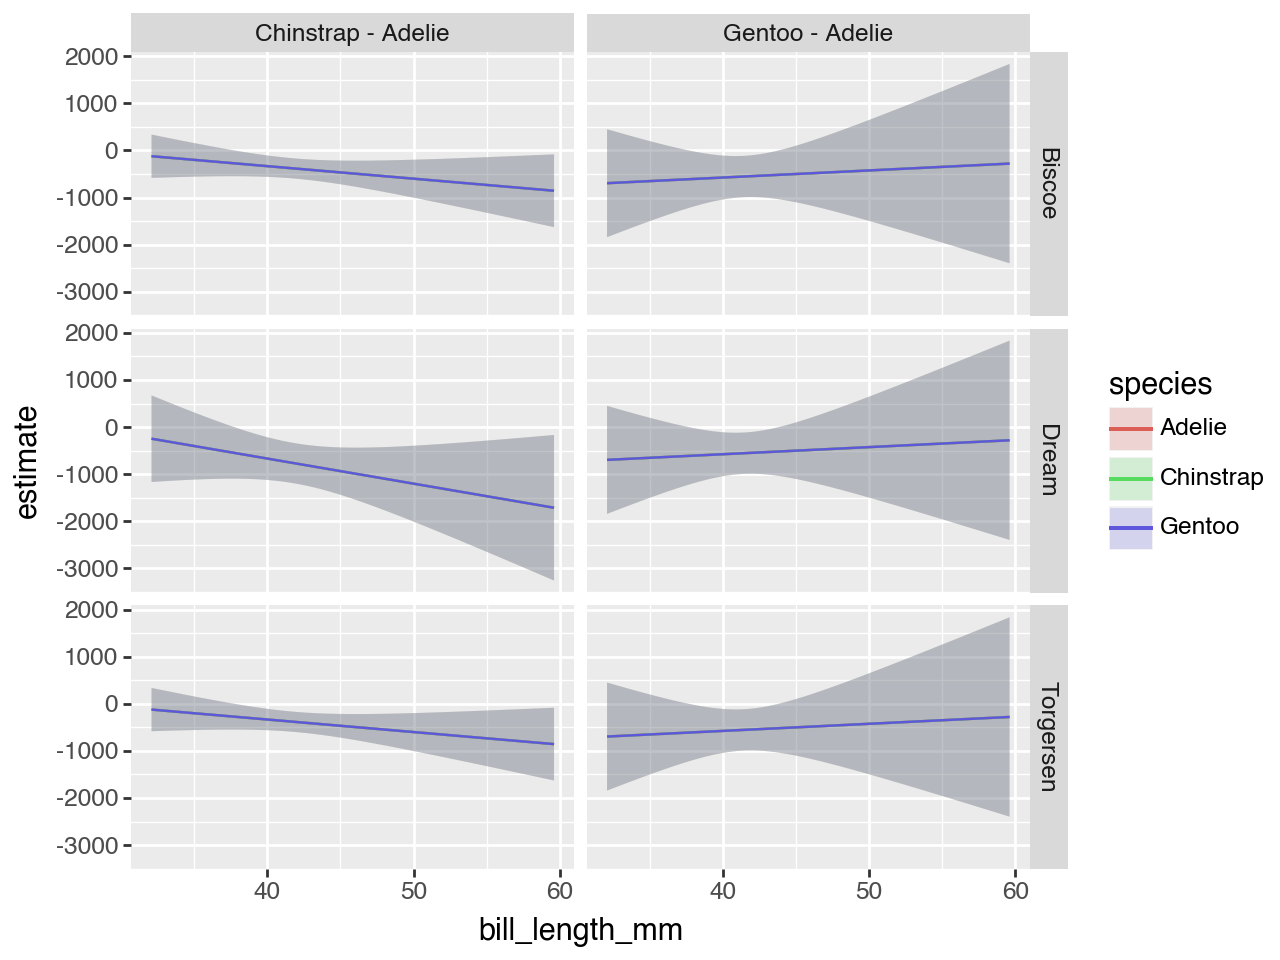 Chinstrap - Adelie
Gentoo - Adelie
2000
1000
0
-1000
-2000
-3000
Biscoe
2000
1000
0
-1000
-2000
-3000
Dream
2000
1000
0
-1000
-2000
-3000
Torgersen
estimate
40
50
60
40
50
60
bill_length_mm
species
Adelie
Chinstrap
Gentoo